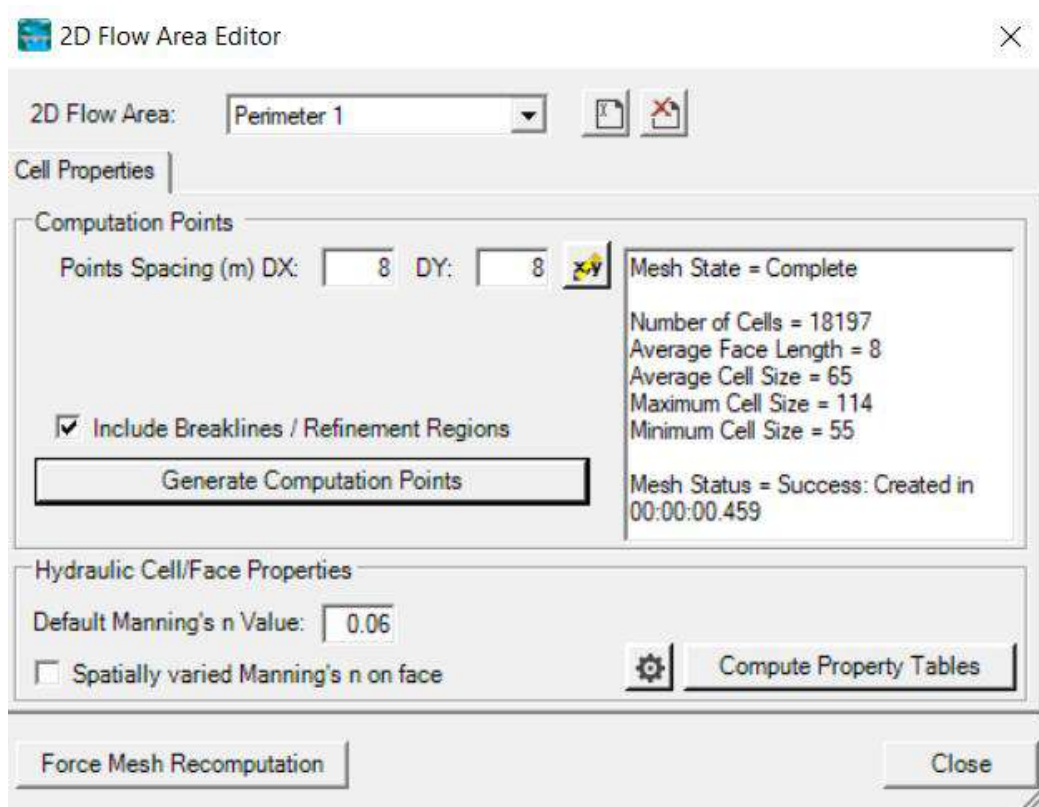 2D Flow Area Editor
2D Flow Area: Perimeter 1
Cell Properties
Computation Points
Points Spacing (m) DX: 8 DY: 8 x-y
Mesh State = Complete
Number of Cells = 18197
Average Face Length = 8
Average Cell Size = 65
Maximum Cell Size = 114
Minimum Cell Size = 55
Mesh Status = Success: Created in
00:00:00.459
Include Breaklines / Refinement Regions
Generate Computation Points
Hydraulic Cell/Face Properties
Default Manning's n Value: 0.06
Spatially varied Manning's n on face
Compute Property Tables
Force Mesh Recomputation
Close